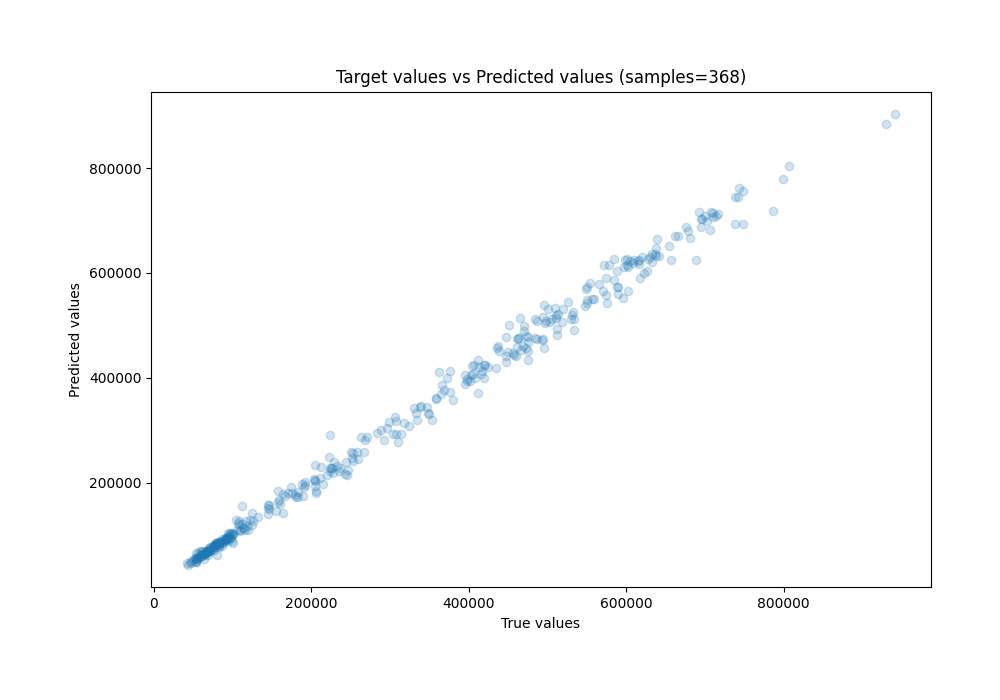 Target values vs Predicted values (samples=368)
800000
600000
400000
200000
Predicted values
0 200000 400000 600000 800000
True values